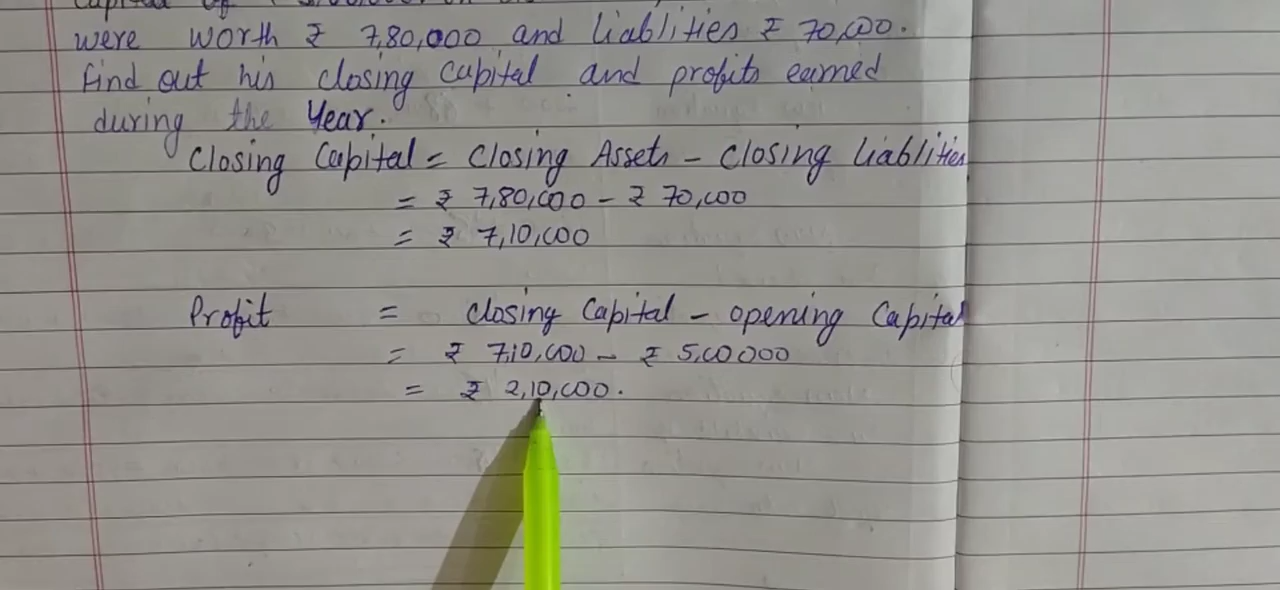 Capital of ₹
were worth ₹ 7,80,000 and liablities ₹ 70,000.
Find out his closing capital and profits earned
during the Year.
Closing Capital = Closing Assets - Closing liablities
= ₹ 7,80,000 - ₹ 70,000
= ₹ 7,10,000
Profit = Closing Capital - opening Capital
= ₹ 7,10,000 - ₹ 5,00000
= ₹ 2,10,000.